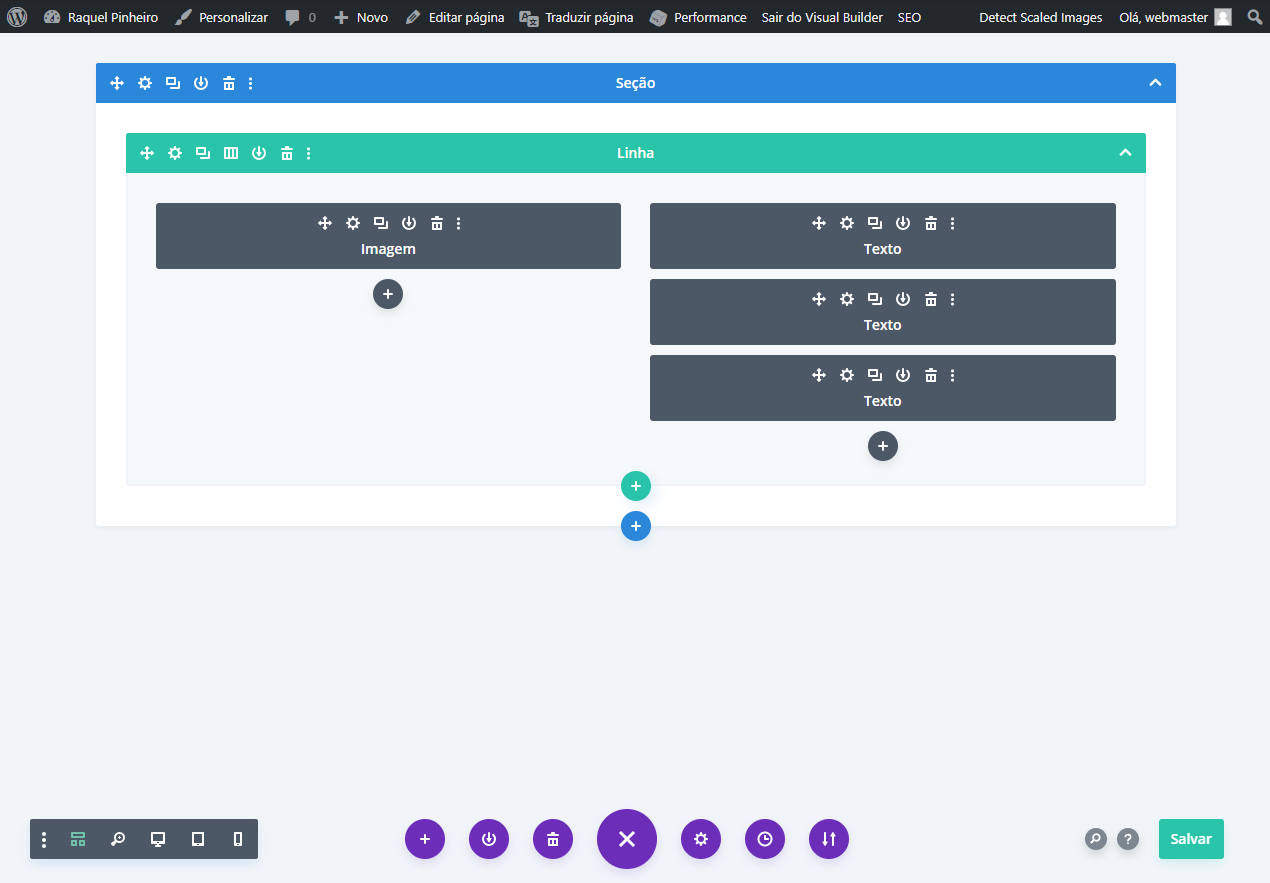 Raquel Pinheiro Personalizar 0 Novo Editar página Traduzir página Performance Sair do Visual Builder SEO Detect Scaled Images Olá, webmaster
Seção
Linha
Imagem
Texto
Texto
Texto
Salvar